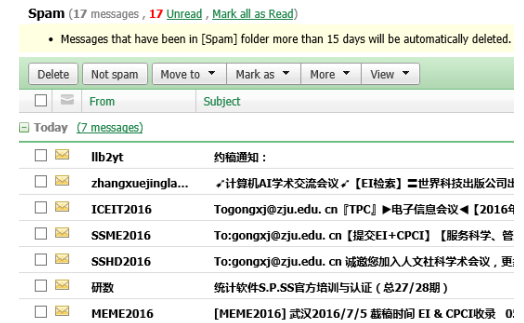 Spam (17 messages , 17 Unread , Mark all as Read)
• Messages that have been in [Spam] folder more than 15 days will be automatically deleted.
Delete Not spam Move to Mark as More View
From Subject
Today (7 messages)
llb2yt 约稿通知：
zhangxuejingla... ✔计算机AI学术交流会议✔【EI检索】〓世界科技出版公司出
ICEIT2016 Togongxj@zju.edu. cn『TPC』▶电子信息会议◀【2016年
SSME2016 To:gongxj@zju.edu. cn【提交EI+CPCI】【服务科学、管
SSHD2016 To:gongxj@zju.edu. cn 诚邀您加入人文社科学术会议，更
研数 统计软件S.P.SS官方培训与认证（总27/28期）
MEME2016 [MEME2016] 武汉2016/7/5 截稿时间 EI & CPCI收录